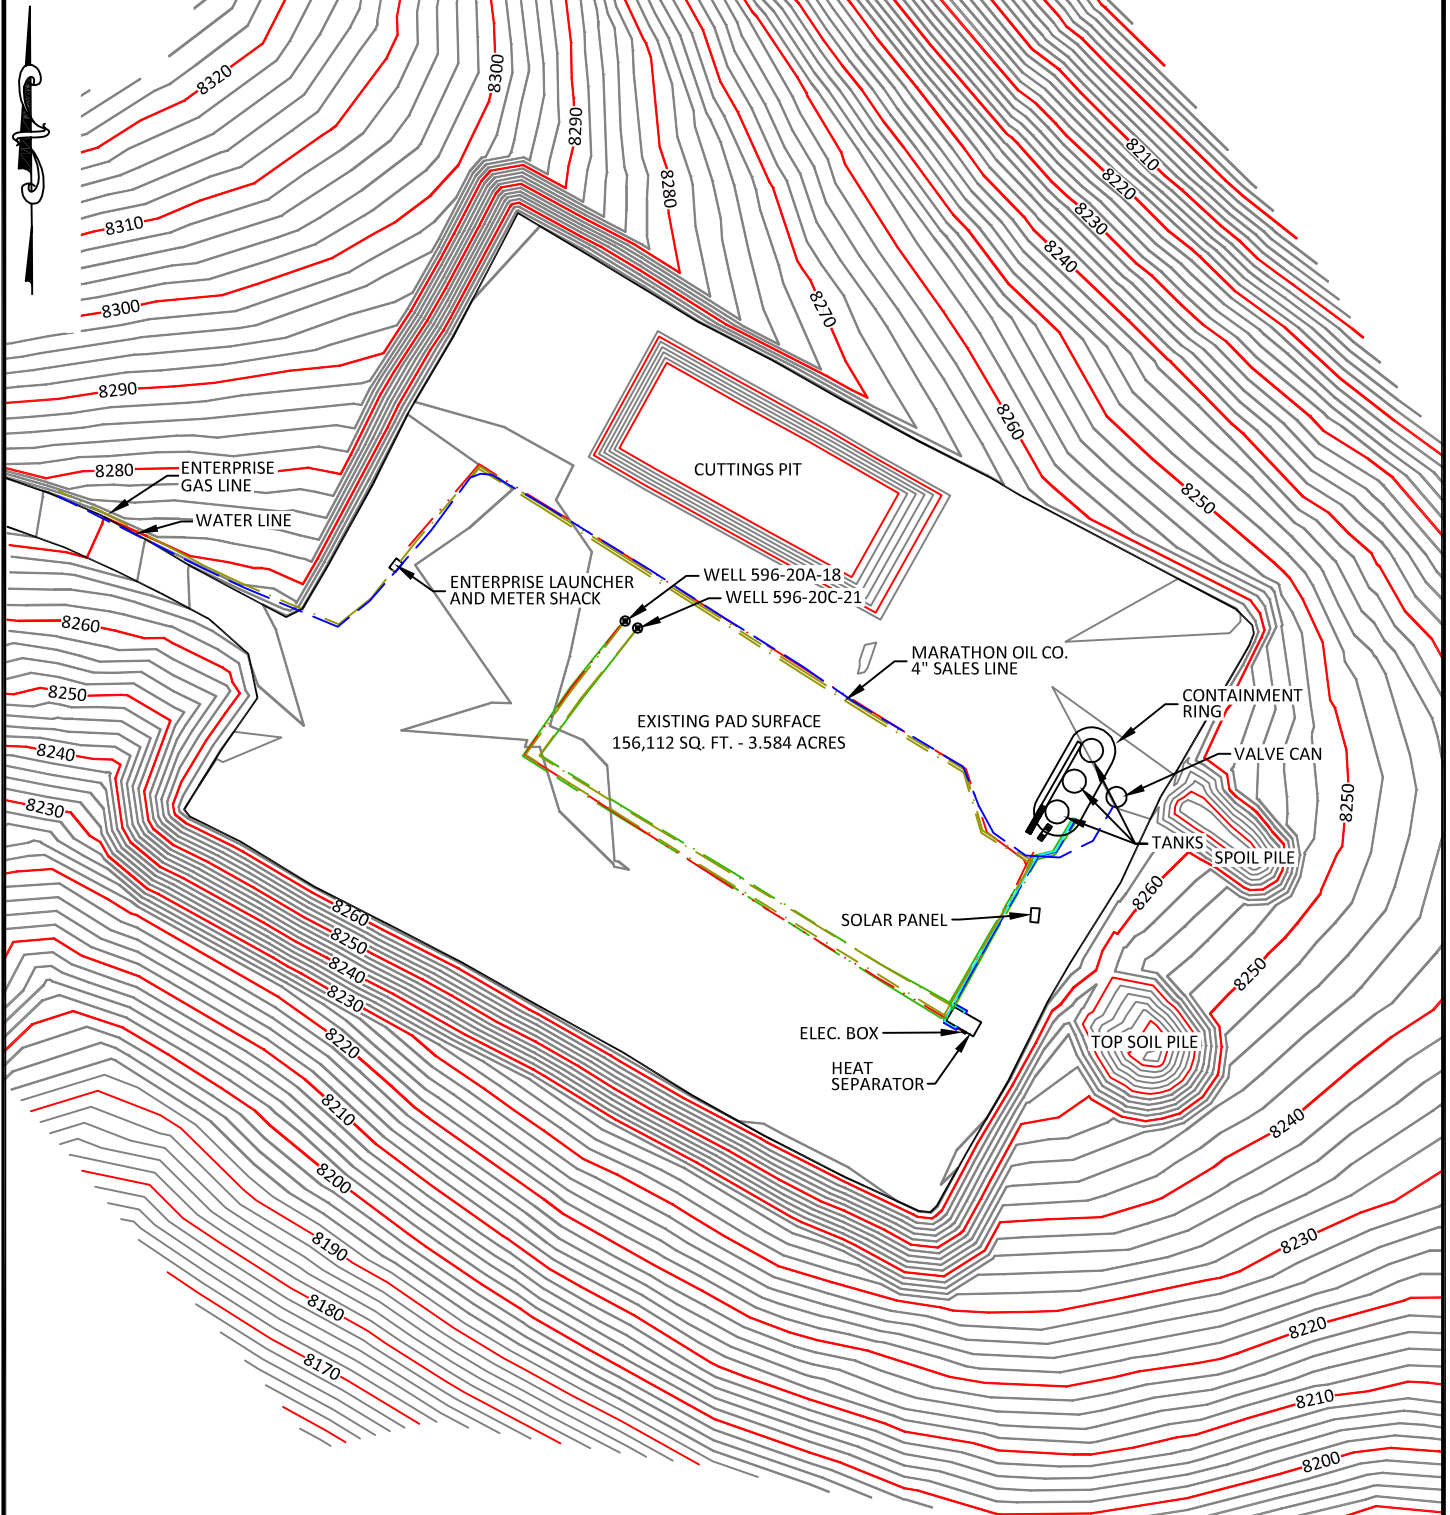 8320
8300
8290
8280
8310
8300
8270
8290
8210
8220
8230
8240
8260
8250
CUTTINGS PIT
8280
ENTERPRISE
GAS LINE
WATER LINE
ENTERPRISE LAUNCHER
AND METER SHACK
WELL 596-20A-18
WELL 596-20C-21
MARATHON OIL CO.
4" SALES LINE
8260
8250
8240
8230
EXISTING PAD SURFACE
156,112 SQ. FT. - 3.584 ACRES
CONTAINMENT
RING
VALVE CAN
8250
TANKS
SPOIL PILE
8260
SOLAR PANEL
8260
8250
8240
8230
8220
8210
8200
8190
8180
8170
8250
ELEC. BOX
HEAT
SEPARATOR
TOP SOIL PILE
8240
8230
8220
8210
8200